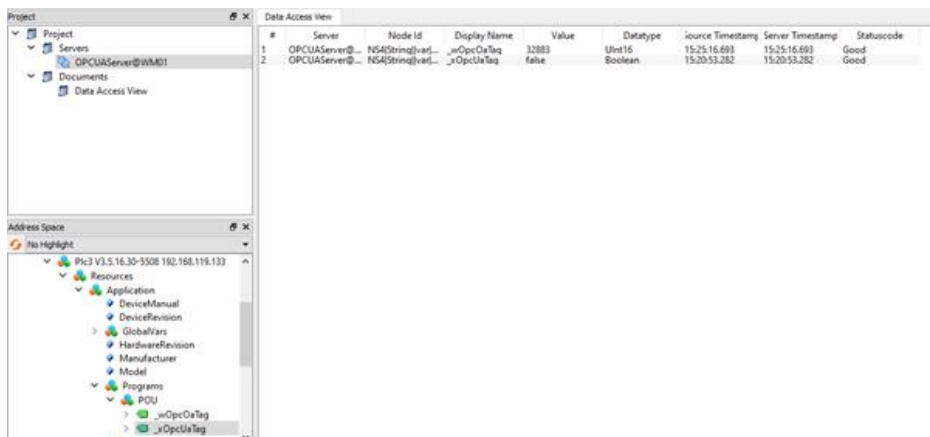 Project
Project
Servers
OPCUAServer@WM01
Documents
Data Access View
Data Access View
# Server Node Id Display Name Value Datatype iource Timestamp Server Timestamp Statuscode
1 OPCUAServer@... NS4|String||var|... _wOpcOaTag 32883 UInt16 15:25:16.693 15:25:16.693 Good
2 OPCUAServer@... NS4|String||var|... _xOpcUaTag false Boolean 15:20:53.282 15:20:53.282 Good
Address Space
No Highlight
Plc3 V3.5.16.30-5508 192.168.119.133
Resources
Application
DeviceManual
DeviceRevision
GlobalVars
HardwareRevision
Manufacturer
Model
Programs
POU
_wOpcOaTag
_xOpcUaTag